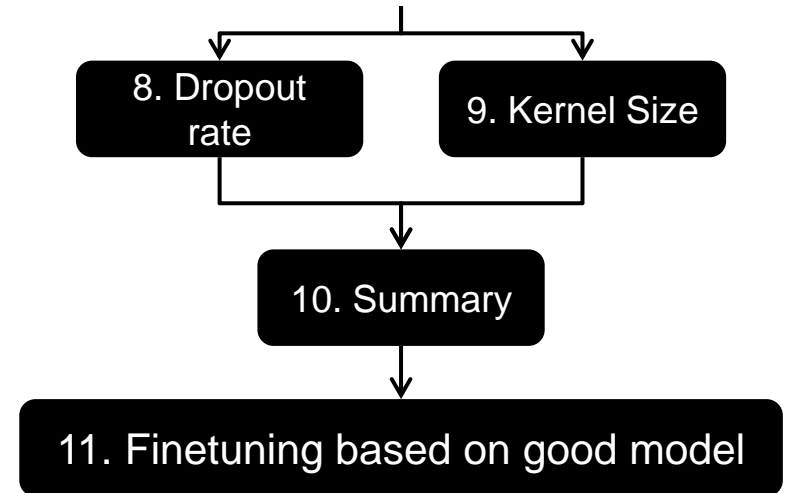 8. Dropout
rate
9. Kernel Size
10. Summary
11. Finetuning based on good model